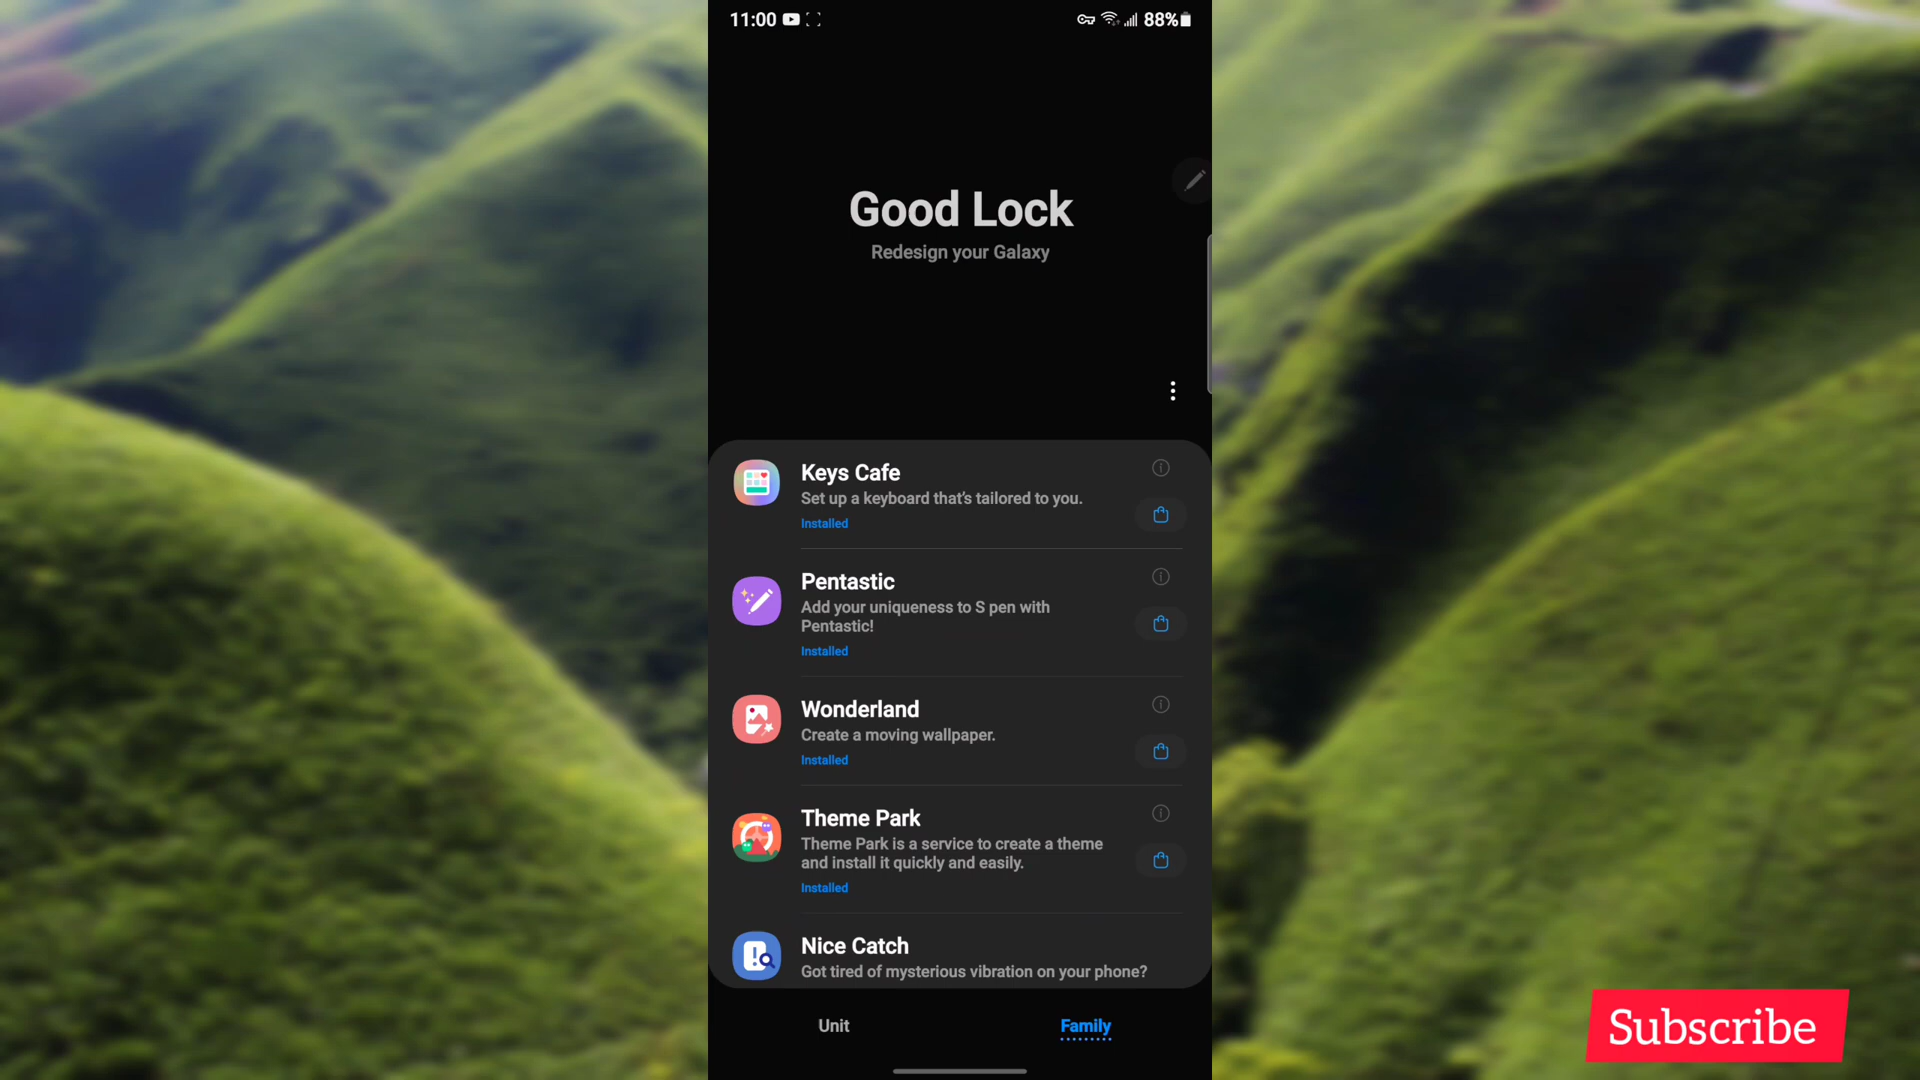 11:00
88%
Good Lock
Redesign your Galaxy
Keys Cafe
Set up a keyboard that's tailored to you.
Installed
Pentastic
Add your uniqueness to S pen with
Pentastic!
Installed
Wonderland
Create a moving wallpaper.
Installed
Theme Park
Theme Park is a service to create a theme
and install it quickly and easily.
Installed
Nice Catch
Got tired of mysterious vibration on your phone?
Unit
Family
Subscribe